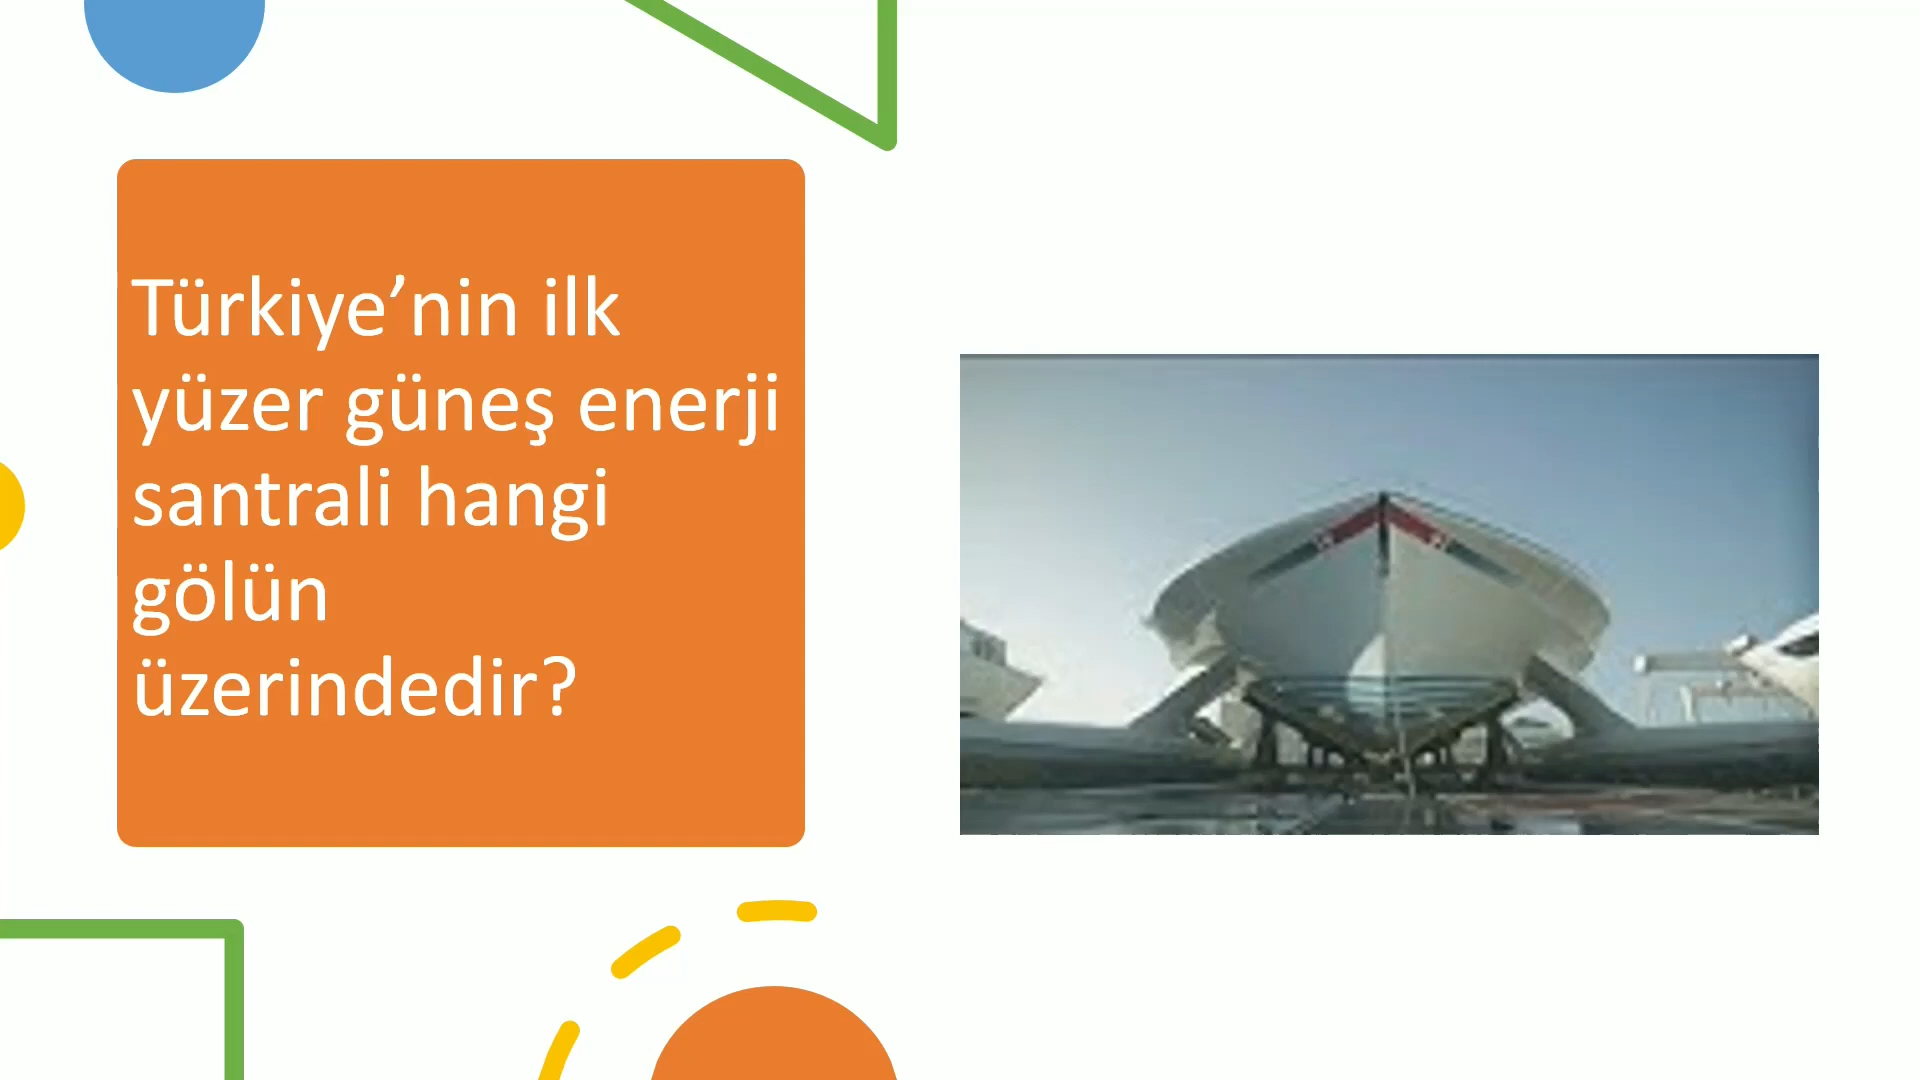 Türkiye’nin ilk
yüzer güneş enerji
santrali hangi
gölün
üzerindedir?